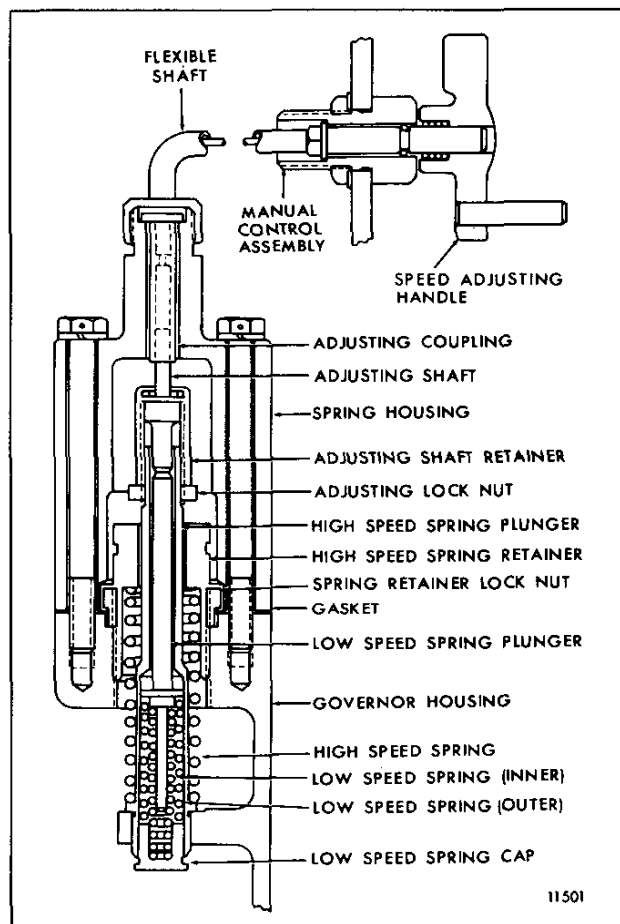 FLEXIBLE
SHAFT
MANUAL
CONTROL
ASSEMBLY
SPEED ADJUSTING
HANDLE
ADJUSTING COUPLING
ADJUSTING SHAFT
SPRING HOUSING
ADJUSTING SHAFT RETAINER
ADJUSTING LOCK NUT
HIGH SPEED SPRING PLUNGER
HIGH SPEED SPRING RETAINER
SPRING RETAINER LOCK NUT
GASKET
LOW SPEED SPRING PLUNGER
GOVERNOR HOUSING
HIGH SPEED SPRING
LOW SPEED SPRING (INNER)
LOW SPEED SPRING (OUTER)
LOW SPEED SPRING CAP
11501